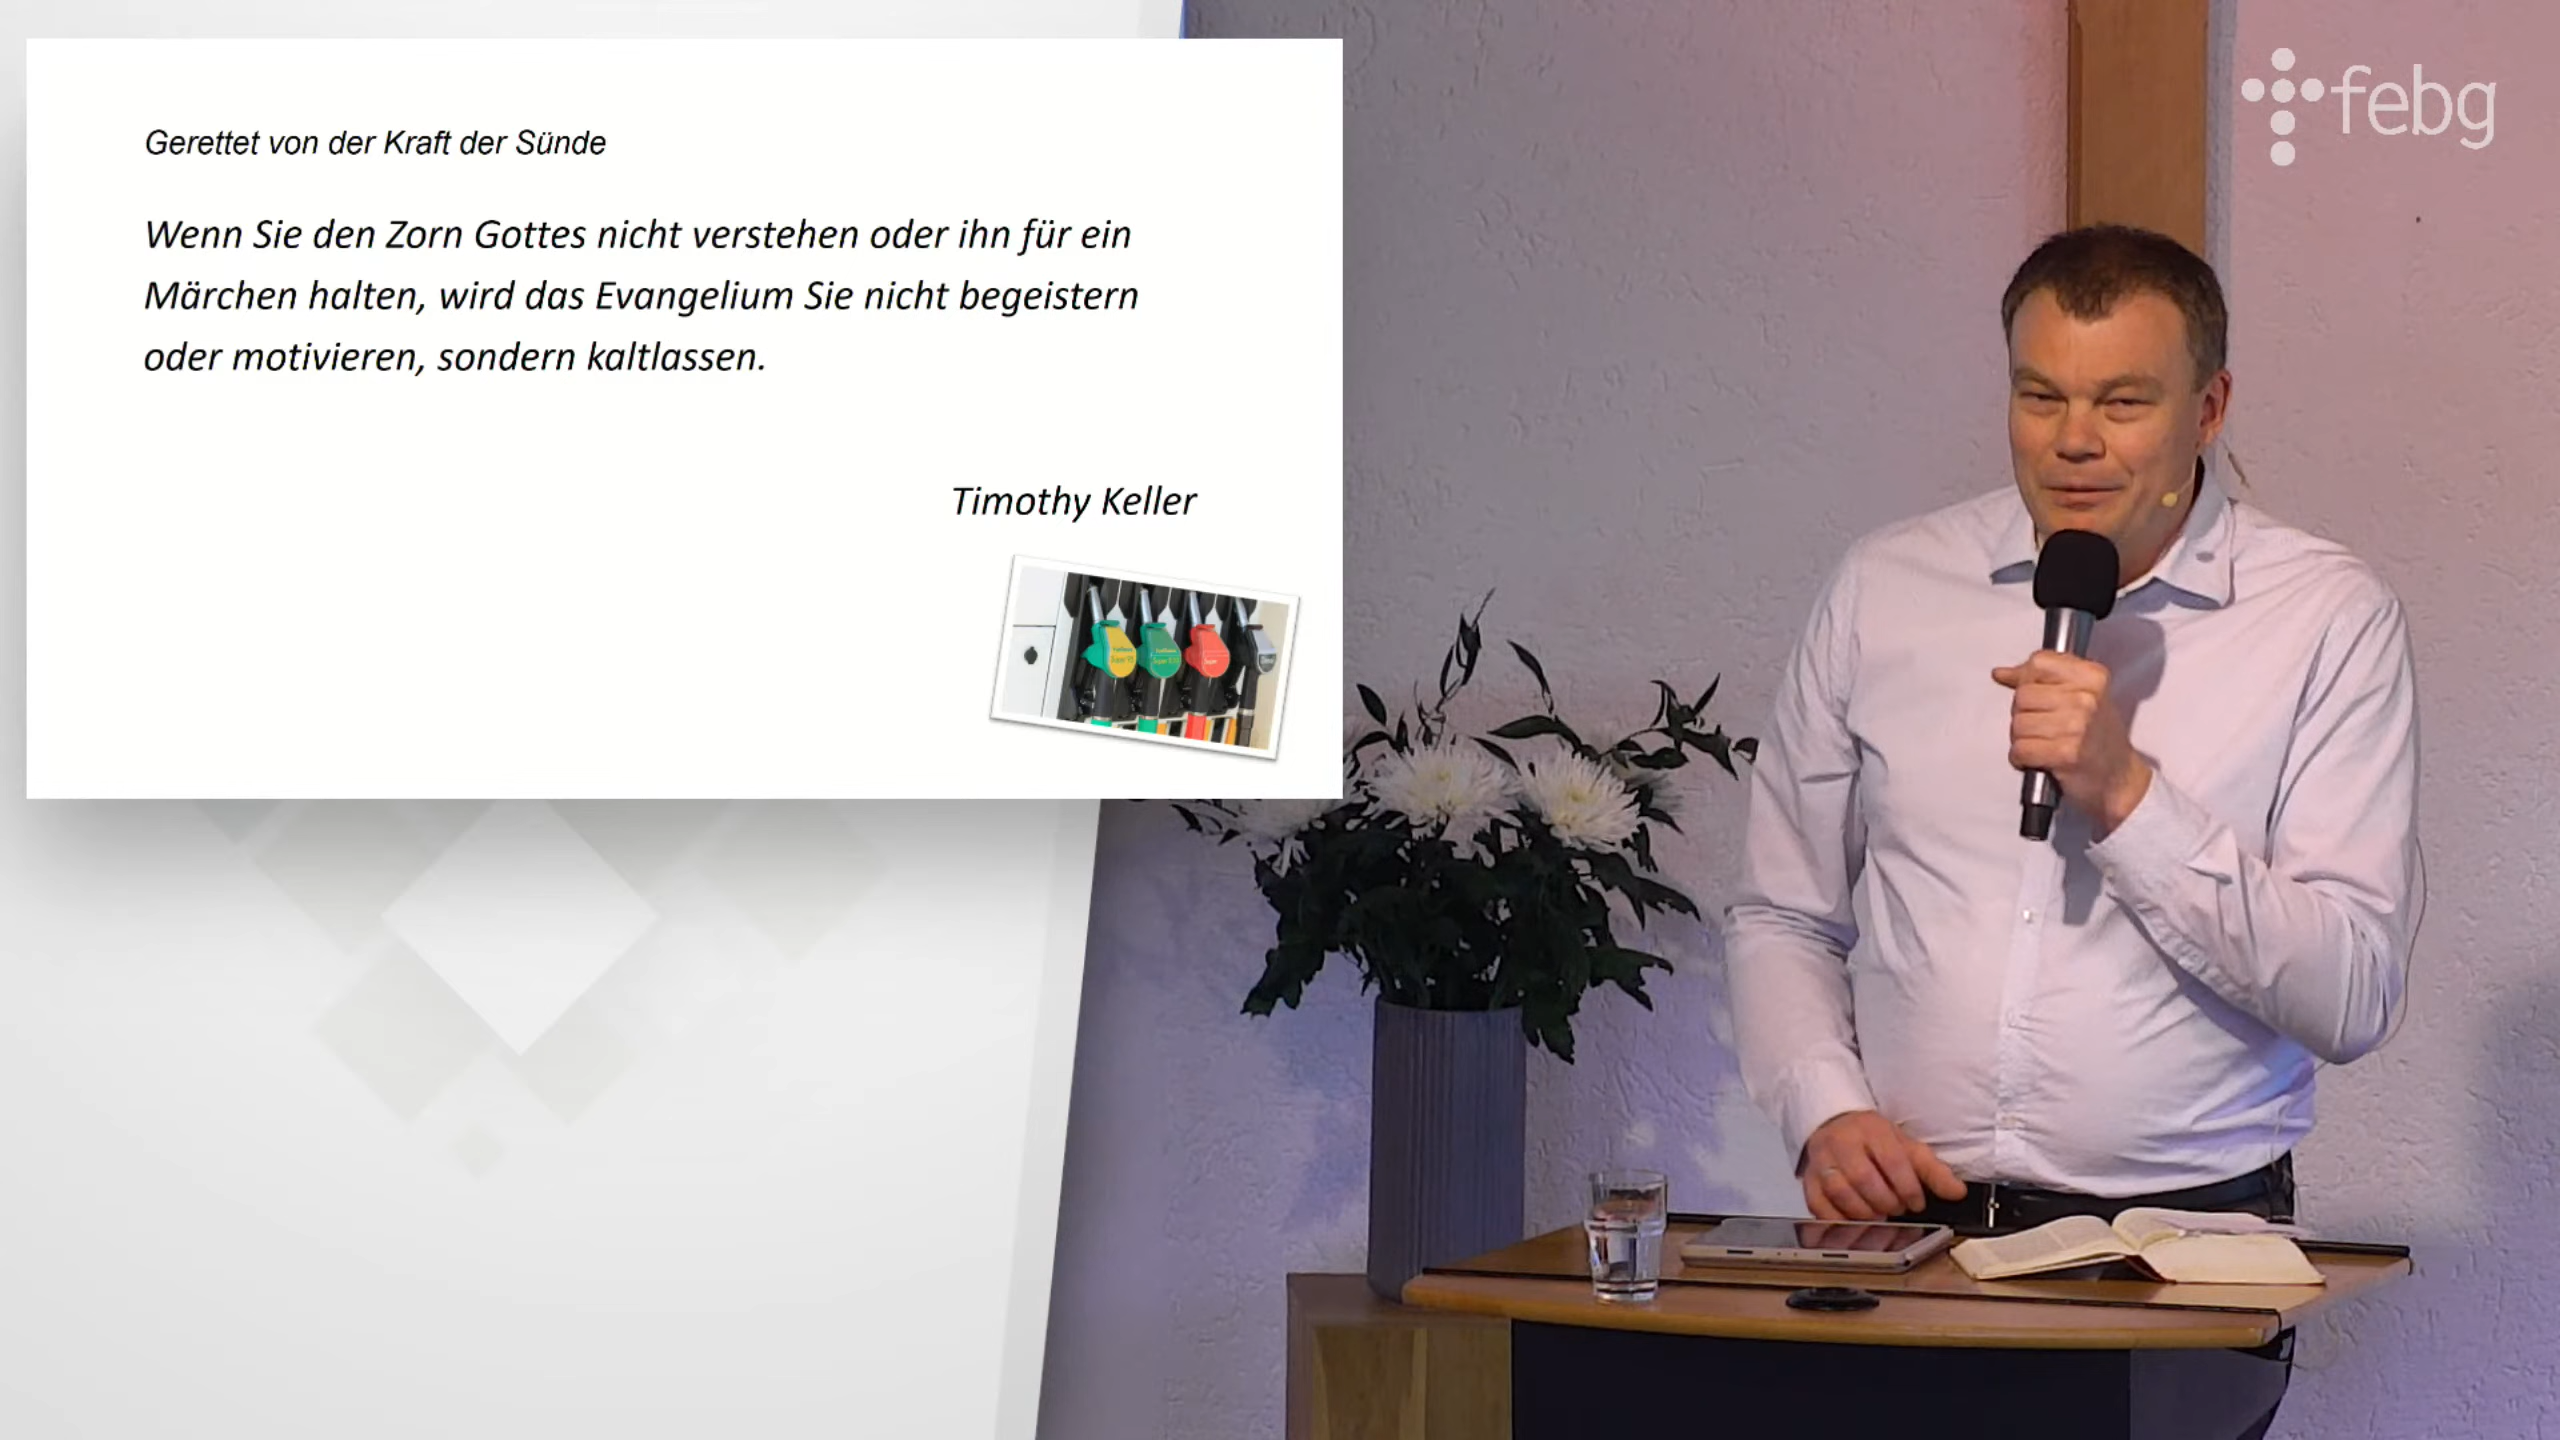 Gerettet von der Kraft der Sünde
Wenn Sie den Zorn Gottes nicht verstehen oder ihn für ein
Märchen halten, wird das Evangelium Sie nicht begeistern
oder motivieren, sondern kaltlassen.
Timothy Keller
febg